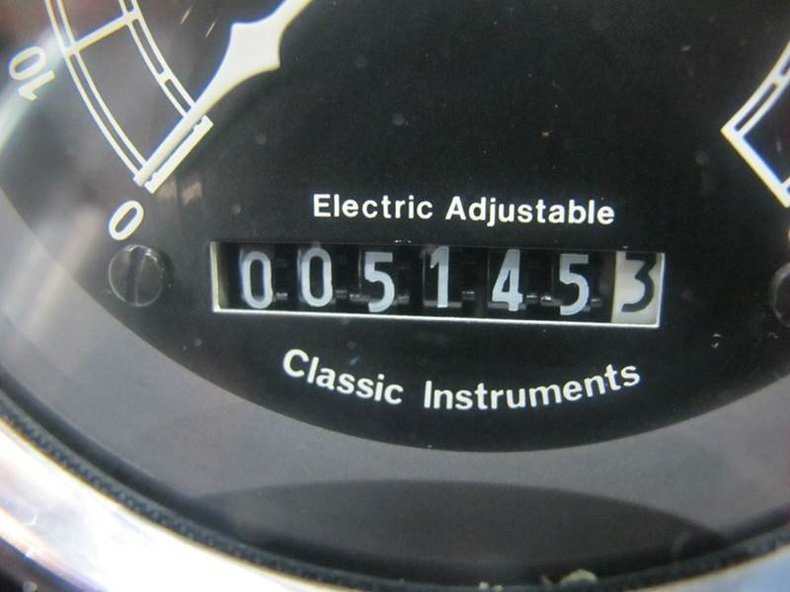 10
0
Electric Adjustable
0051453
Classic Instruments